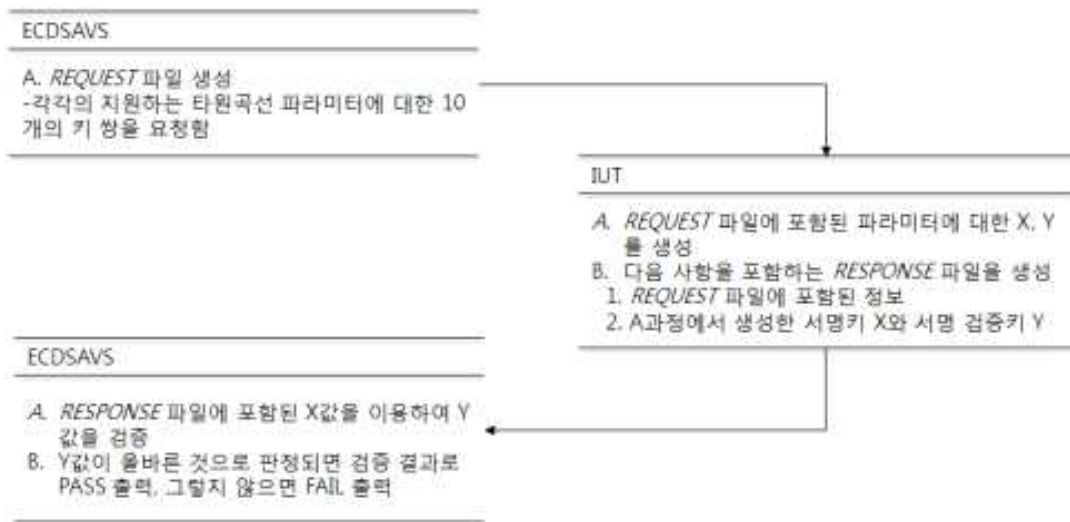 ECDSAVS
A. REQUEST 파일 생성
-각각의 지원하는 타원곡선 파라미터에 대한 10
개의 키 쌍을 요청함
IUT
A. REQUEST 파일에 포함된 파라미터에 대한 X, Y
를 생성
B. 다음 사항을 포함하는 RESPONSE 파일을 생성
1. REQUEST 파일에 포함된 정보
2. A과정에서 생성한 서명키 X와 서명 검증키 Y
ECDSAVS
A. RESPONSE 파일에 포함된 X값을 이용하여 Y
값을 검증
B. Y값이 올바른 것으로 판정되면 검증 결과로
PASS 출력, 그렇지 않으면 FAIL 출력